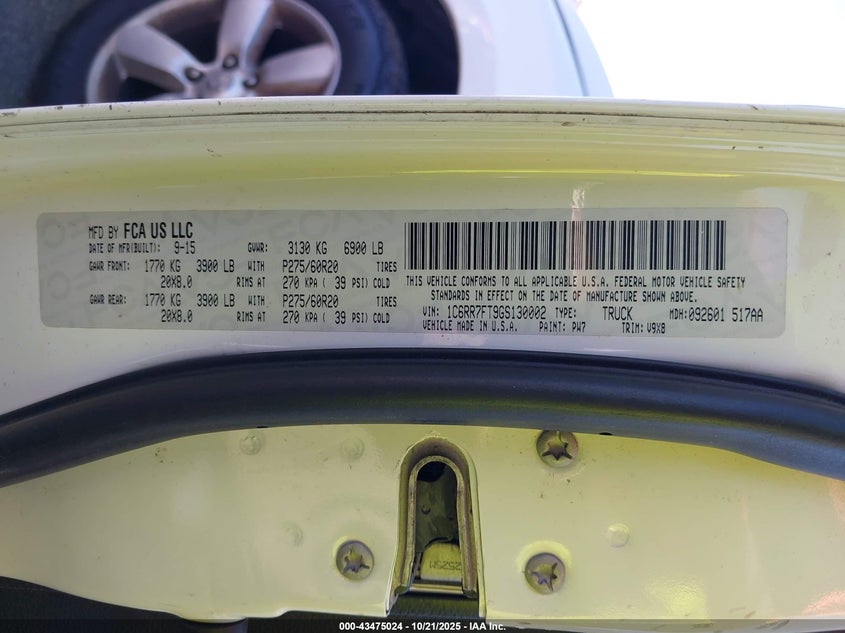 MFD BY FCA US LLC
DATE OF MFR(BUILT): 9-15 GVWR: 3130 KG 6900 LB
GAWR FRONT: 1770 KG 3900 LB WITH P275/60R20 TIRES
20X8.0 RIMS AT 270 KPA ( 39 PSI) COLD
GAWR REAR: 1770 KG 3900 LB WITH P275/60R20 TIRES
20X8.0 RIMS AT 270 KPA ( 39 PSI) COLD
THIS VEHICLE CONFORMS TO ALL APPLICABLE U.S.A. FEDERAL MOTOR VEHICLE SAFETY
STANDARDS IN EFFECT ON THE DATE OF MANUFACTURE SHOWN ABOVE.
VIN: 1C6RR7FT9GS130002 TYPE: TRUCK MDH:092601 517AA
VEHICLE MADE IN U.S.A. PAINT: PW7 TRIM: V9X8
000-43475024 - 10/21/2025 - IAA Inc.